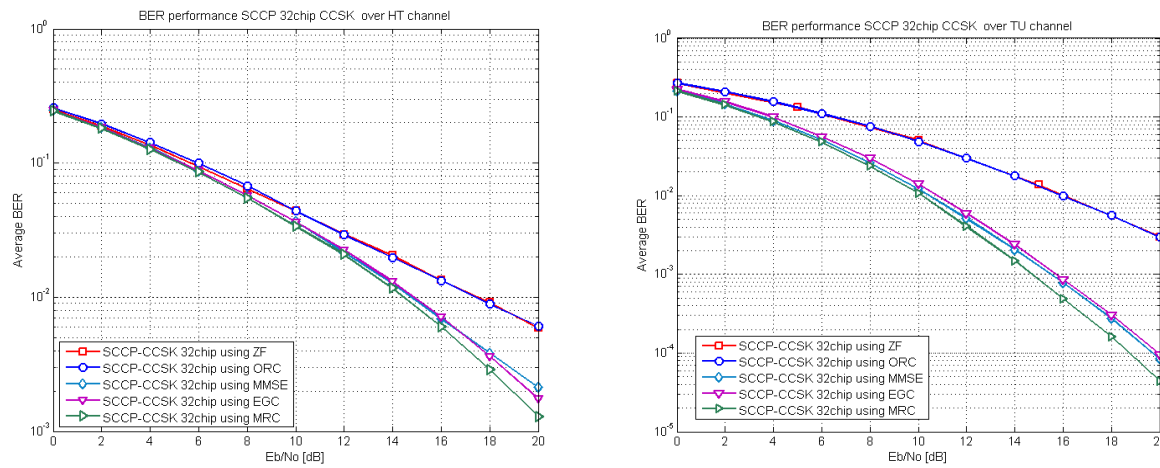 BER performance SCCP 32chip CCSK over HT channel
10^0
10^-1
10^-2
10^-3
Average BER
0 2 4 6 8 10 12 14 16 18 20
Eb/No [dB]
SCCP-CCSK 32chip using ZF
SCCP-CCSK 32chip using ORC
SCCP-CCSK 32chip using MMSE
SCCP-CCSK 32chip using EGC
SCCP-CCSK 32chip using MRC
BER performance SCCP 32chip CCSK over TU channel
10^0
10^-1
10^-2
10^-3
10^-4
10^-5
Average BER
0 2 4 6 8 10 12 14 16 18 20
Eb/No [dB]
SCCP-CCSK 32chip using ZF
SCCP-CCSK 32chip using ORC
SCCP-CCSK 32chip using MMSE
SCCP-CCSK 32chip using EGC
SCCP-CCSK 32chip using MRC